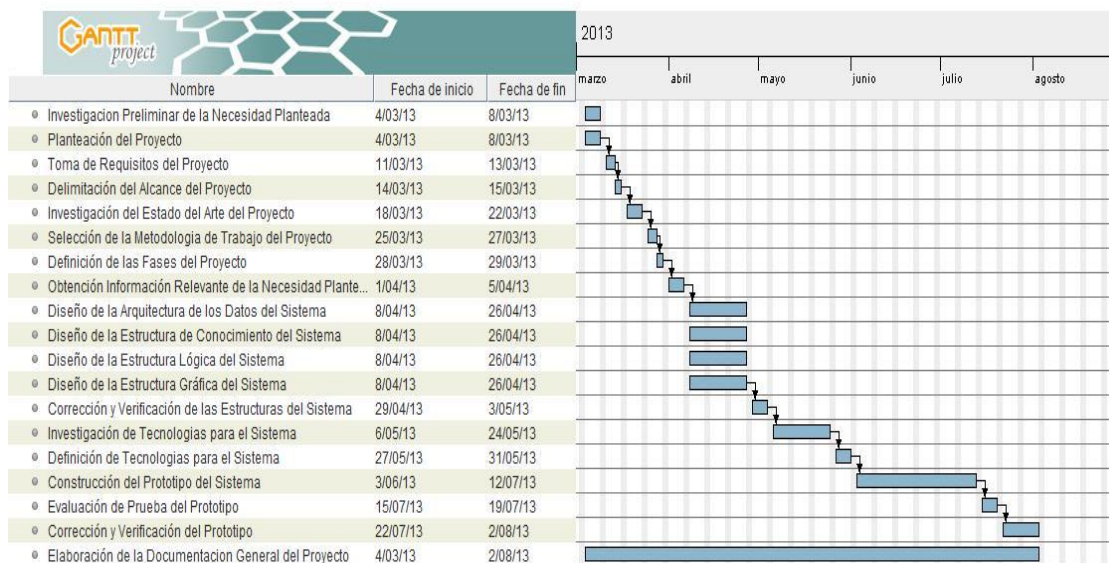 GANTT
project
2013
marzo abril mayo junio julio agosto
Nombre Fecha de inicio Fecha de fin
Investigacion Preliminar de la Necesidad Planteada 4/03/13 8/03/13
Planteación del Proyecto 4/03/13 8/03/13
Toma de Requisitos del Proyecto 11/03/13 13/03/13
Delimitación del Alcance del Proyecto 14/03/13 15/03/13
Investigación del Estado del Arte del Proyecto 18/03/13 22/03/13
Selección de la Metodologia de Trabajo del Proyecto 25/03/13 27/03/13
Definición de las Fases del Proyecto 28/03/13 29/03/13
Obtención Información Relevante de la Necesidad Plante... 1/04/13 5/04/13
Diseño de la Arquitectura de los Datos del Sistema 8/04/13 26/04/13
Diseño de la Estructura de Conocimiento del Sistema 8/04/13 26/04/13
Diseño de la Estructura Lógica del Sistema 8/04/13 26/04/13
Diseño de la Estructura Gráfica del Sistema 8/04/13 26/04/13
Corrección y Verificación de las Estructuras del Sistema 29/04/13 3/05/13
Investigación de Tecnologias para el Sistema 6/05/13 24/05/13
Definición de Tecnologias para el Sistema 27/05/13 31/05/13
Construcción del Prototipo del Sistema 3/06/13 12/07/13
Evaluación de Prueba del Prototipo 15/07/13 19/07/13
Corrección y Verificación del Prototipo 22/07/13 2/08/13
Elaboración de la Documentacion General del Proyecto 4/03/13 2/08/13